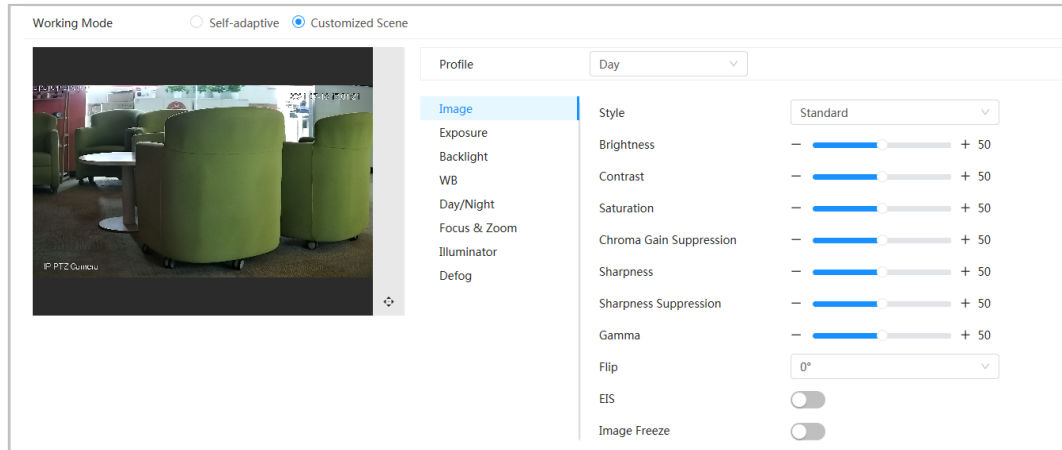 Working Mode Self-adaptive Customized Scene
Profile Day
Image
Exposure
Backlight
WB
Day/Night
Focus & Zoom
Illuminator
Defog
Style Standard
Brightness − + 50
Contrast − + 50
Saturation − + 50
Chroma Gain Suppression − + 50
Sharpness − + 50
Sharpness Suppression − + 50
Gamma − + 50
Flip 0°
EIS
Image Freeze
IP PTZ Camera